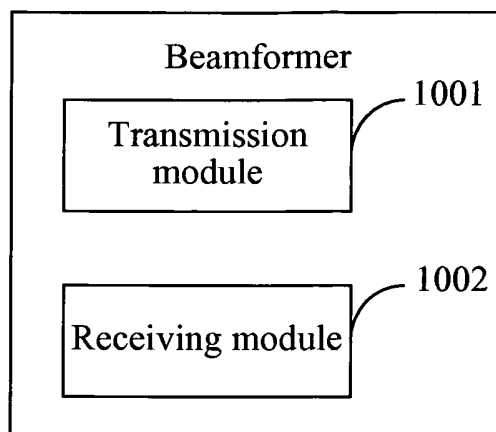 Beamformer
1001
Transmission
module
1002
Receiving module